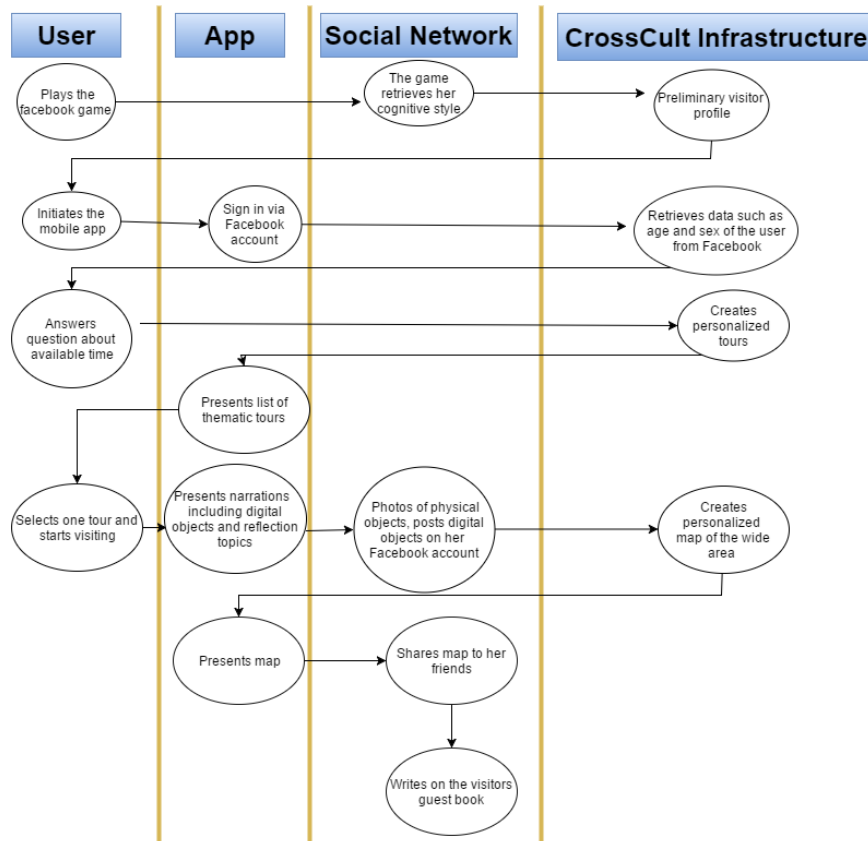 User
App
Social Network
CrossCult Infrastructure
Plays the
facebook game
The game
retrieves her
cognitive style
Preliminary visitor
profile
Initiates the
mobile app
Sign in via
Facebook
account
Retrieves data such as
age and sex of the user
from Facebook
Answers
question about
available time
Creates
personalized
tours
Presents list of
thematic tours
Selects one tour and
starts visiting
Presents narrations
including digital
objects and reflection
topics
Photos of physical
objects, posts digital
objects on her
Facebook account
Creates
personalized
map of the wide
area
Presents map
Shares map to her
friends
Writes on the visitors
guest book